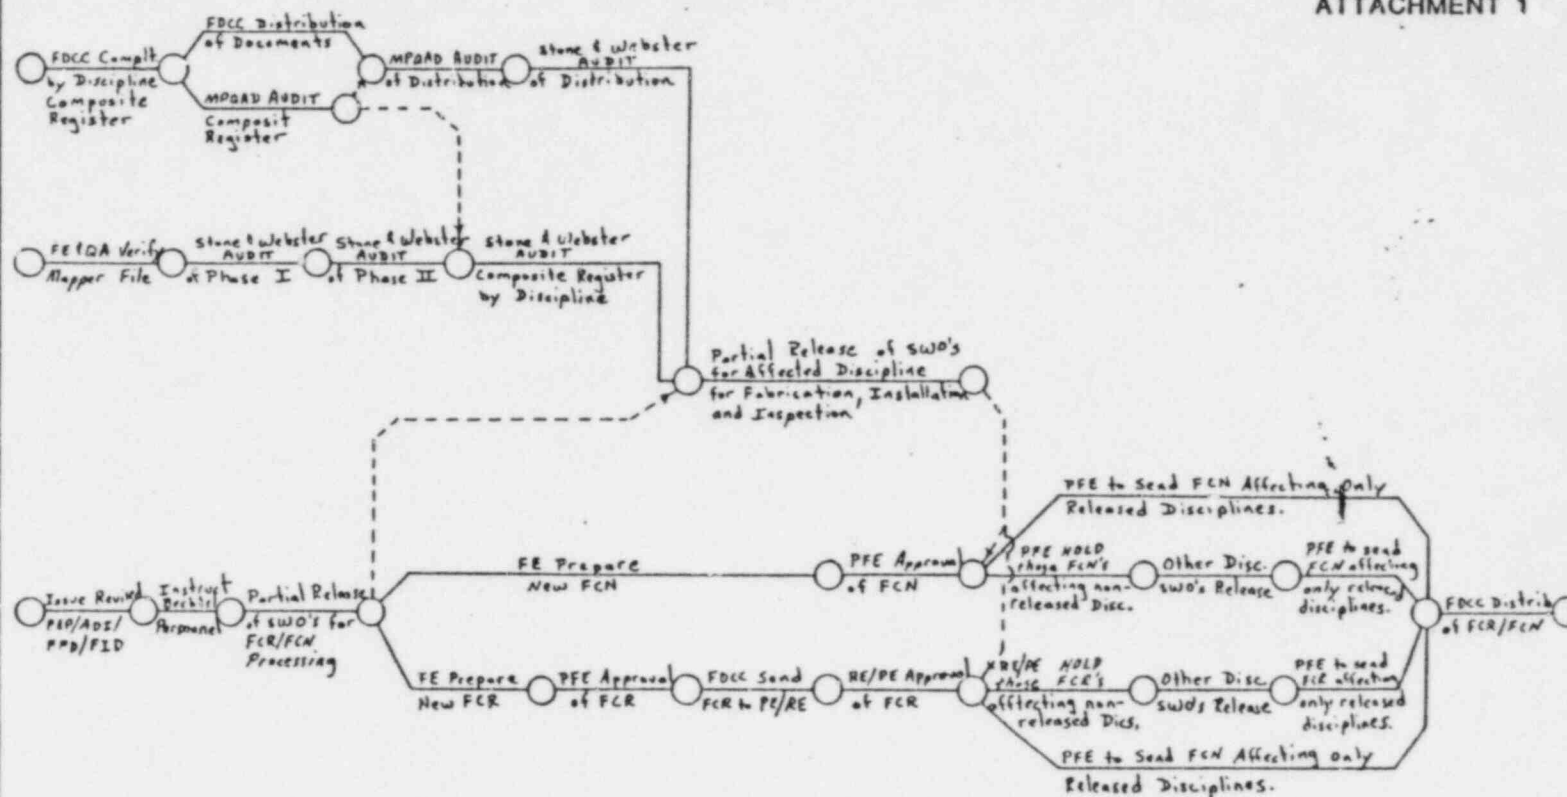 ATTACHMENT 1
FDCC Distribution
of Documents
FDCC Complt
by Discipline
Composite
Register
MPQAD AUDIT
of Distribution
Stone & Webster
AUDIT
of Distribution
MPQAD AUDIT
Composit
Register
FE&QA Verify
Mapper File
Stone & Webster
AUDIT
of Phase I
Stone & Webster
AUDIT
of Phase II
Stone & Webster
AUDIT
Composite Register
by Discipline
Partial Release of SWO's
for Affected Discipline
for Fabrication, Installation
and Inspection
PFE to Send FCN Affecting only
Released Disciplines.
FE Prepare
New FCN
PFE Approval
of FCN
PFE HOLD
those FCN's
affecting non-
released Disc.
Other Disc.
SWO's Release
PFE to send
FCN affecting
only released
disciplines.
Issue Revised
FID
Instruct
Personnel
Partial Release
of SWO's for
FCR/FCN
Processing
FDCC Distrib
of FCR/FCN
FE Prepare
New FCR
PFE Approval
of FCR
FDCC Send
FCR to PE/RE
RE/PE Approval
of FCR
RE/PE HOLD
those FCR's
afftecting non-
released Dics.
Other Disc
SWO's Release
PFE to send
FCR affecting
only released
disciplines.
PFE to Send FCN Affecting only
Released Disciplines.